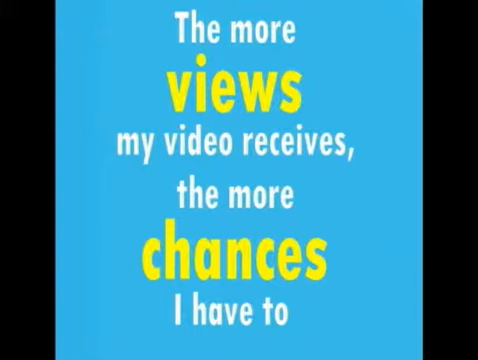 The more
views
my video receives,
the more
chances
I have to